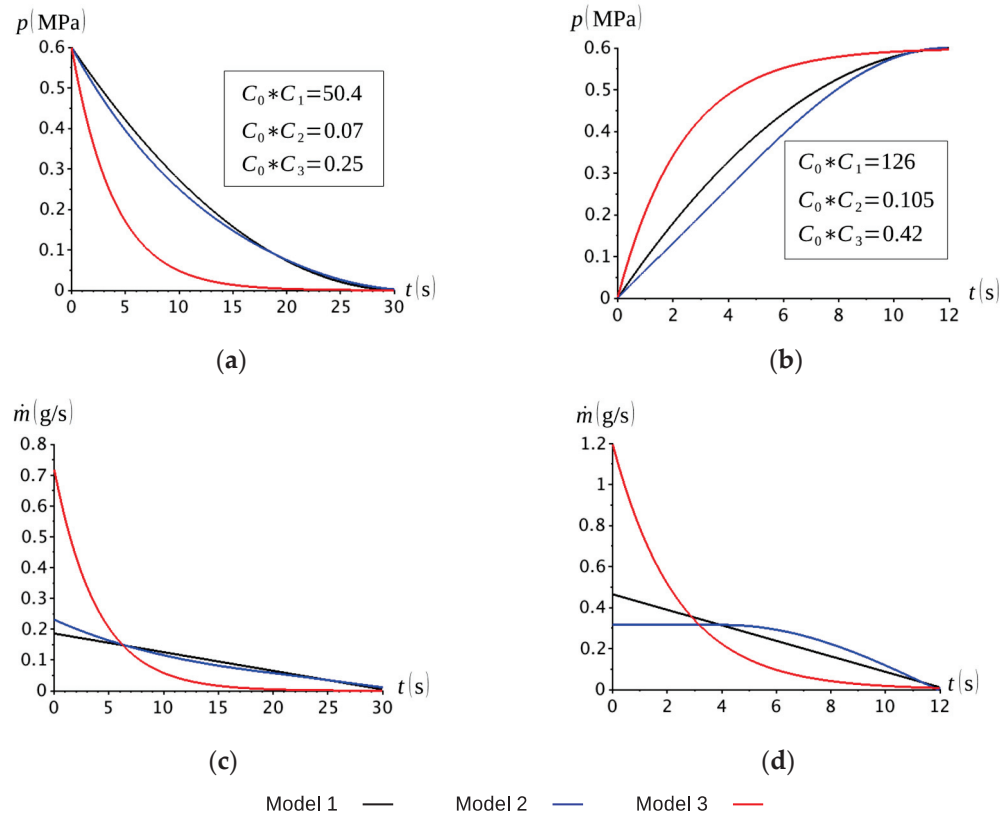 p(MPa)
0.6
0.5
0.4
0.3
0.2
0.1
0
0 5 10 15 20 25 30
t(s)
C₀*C₁=50.4
C₀*C₂=0.07
C₀*C₃=0.25
(a)
p(MPa)
0.6
0.5
0.4
0.3
0.2
0.1
0
0 2 4 6 8 10 12
t(s)
C₀*C₁=126
C₀*C₂=0.105
C₀*C₃=0.42
(b)
ṁ(g/s)
0.8
0.7
0.6
0.5
0.4
0.3
0.2
0.1
0
0 5 10 15 20 25 30
t(s)
(c)
ṁ(g/s)
1.2
1
0.8
0.6
0.4
0.2
0
0 2 4 6 8 10 12
t(s)
(d)
Model 1 Model 2 Model 3